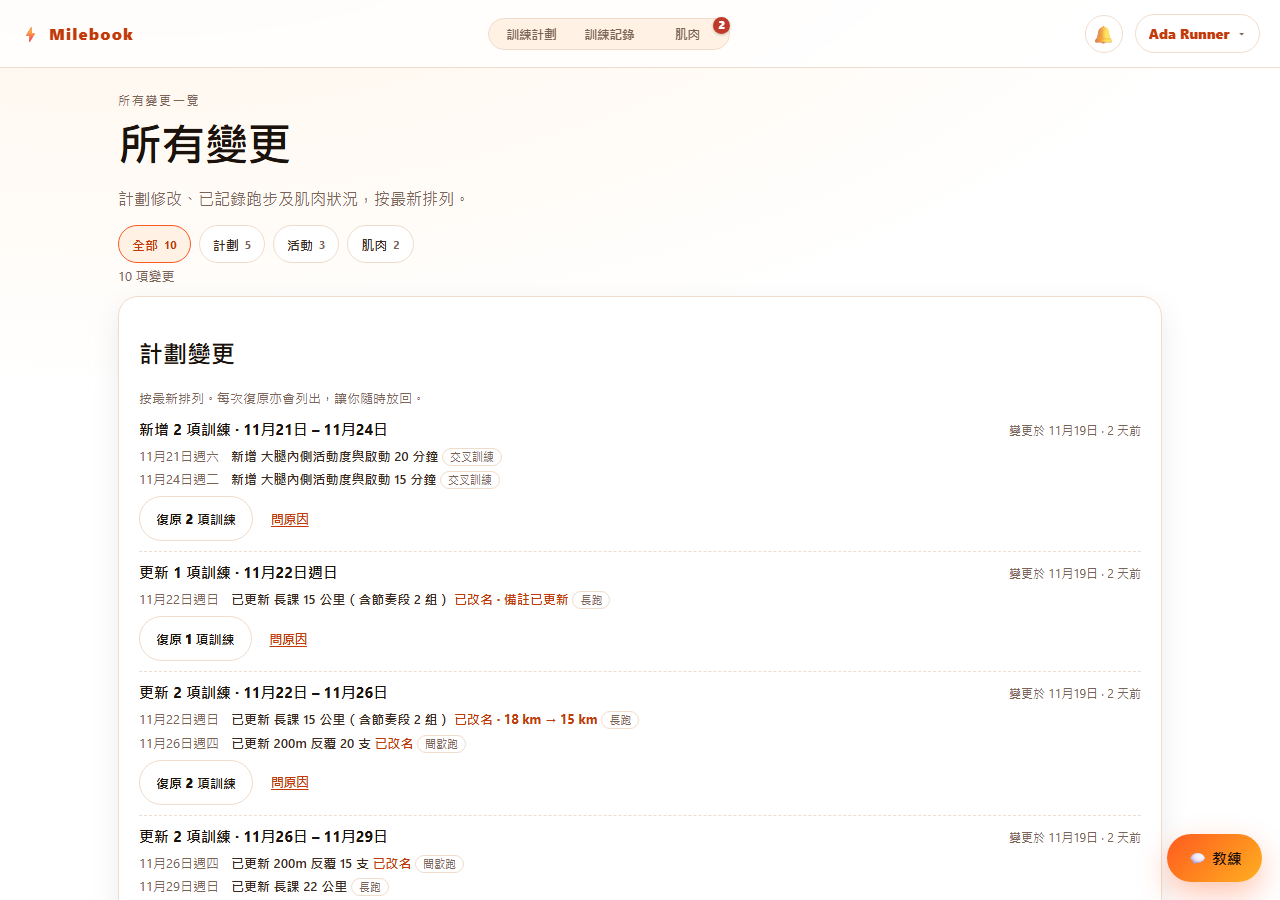 Milebook
訓練計劃 訓練記錄 肌肉 2
Ada Runner
所有變更一覽
所有變更
計劃修改、已記錄跑步及肌肉狀況，按最新排列。
全部 10 計劃 5 活動 3 肌肉 2
10 項變更
計劃變更
按最新排列。每次復原亦會列出，讓你隨時放回。
新增 2 項訓練 · 11月21日 – 11月24日 變更於 11月19日 · 2 天前
11月21日週六 新增 大腿內側活動度與啟動 20 分鐘 交叉訓練
11月24日週二 新增 大腿內側活動度與啟動 15 分鐘 交叉訓練
復原 2 項訓練 問原因
更新 1 項訓練 · 11月22日週日 變更於 11月19日 · 2 天前
11月22日週日 已更新 長課 15 公里（含節奏段 2 組） 已改名 · 備註已更新 長跑
復原 1 項訓練 問原因
更新 2 項訓練 · 11月22日 – 11月26日 變更於 11月19日 · 2 天前
11月22日週日 已更新 長課 15 公里（含節奏段 2 組） 已改名 · 18 km → 15 km 長跑
11月26日週四 已更新 200m 反覆 20 支 已改名 間歇跑
復原 2 項訓練 問原因
更新 2 項訓練 · 11月26日 – 11月29日 變更於 11月19日 · 2 天前
11月26日週四 已更新 200m 反覆 15 支 已改名 間歇跑
11月29日週日 已更新 長課 22 公里 長跑
教練